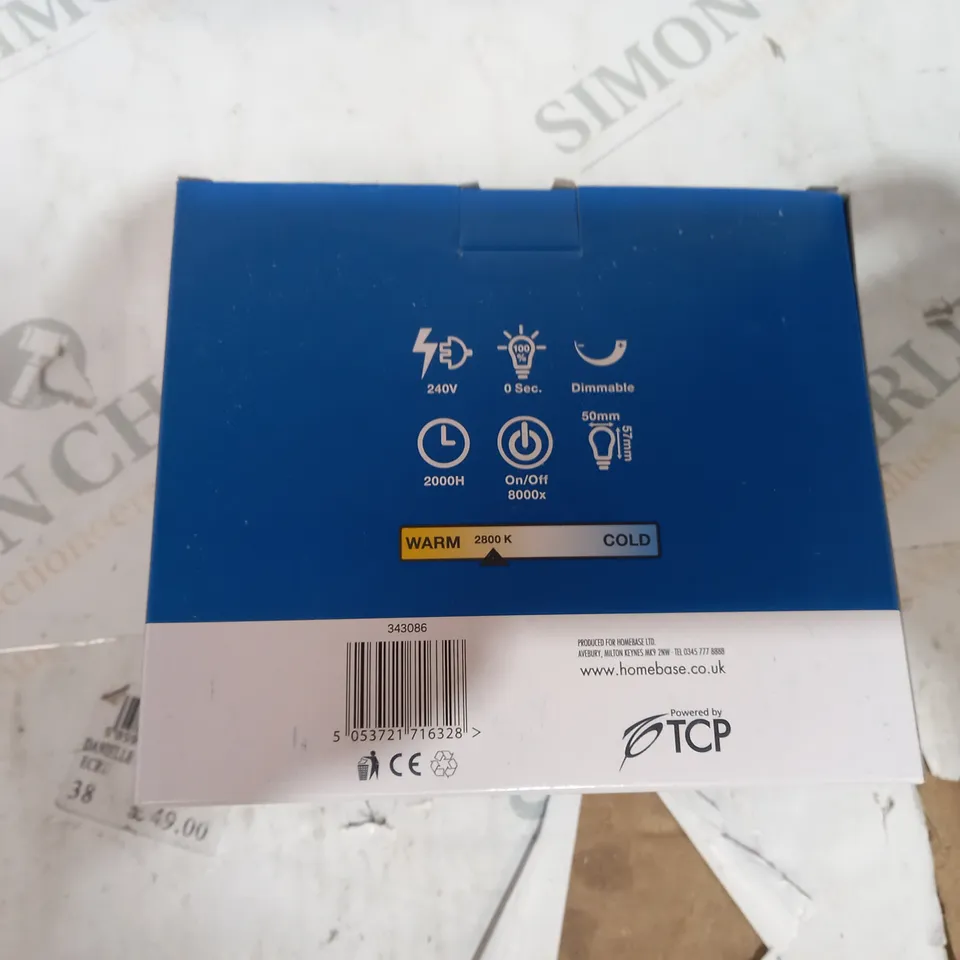 SIMON
240V
100
%
0 Sec.
Dimmable
2000H
On/Off
8000x
50mm
57mm
WARM 2800 K COLD
343086
5 053721 716328 >
PRODUCED FOR HOMEBASE LTD.
AVEBURY, MILTON KEYNES MK9 2NW · TEL 0345 777 8888
www.homebase.co.uk
Powered by
TCP
CE
38
49.00